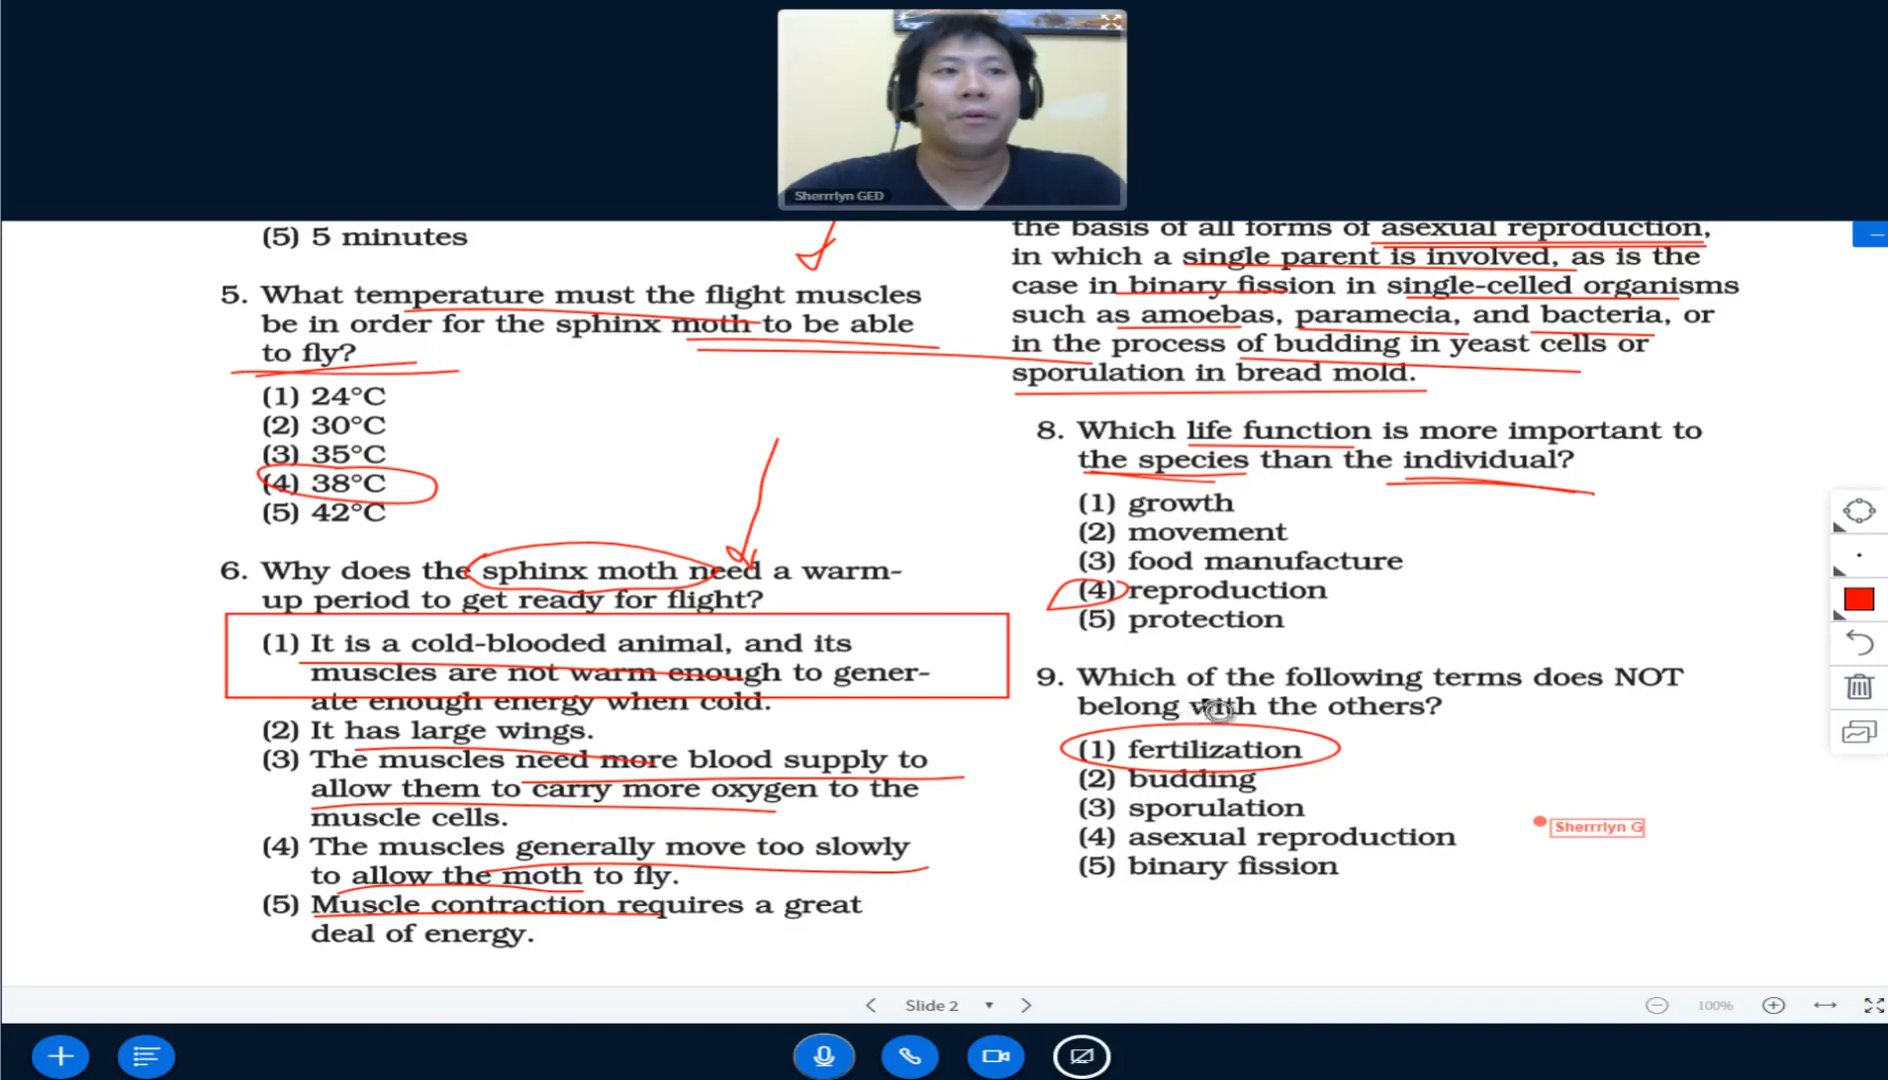 Sherrrlyn GED
(5) 5 minutes
5. What temperature must the flight muscles
be in order for the sphinx moth to be able
to fly?
(1) 24°C
(2) 30°C
(3) 35°C
(4) 38°C
(5) 42°C
6. Why does the sphinx moth need a warm-
up period to get ready for flight?
(1) It is a cold-blooded animal, and its
muscles are not warm enough to gener-
ate enough energy when cold.
(2) It has large wings.
(3) The muscles need more blood supply to
allow them to carry more oxygen to the
muscle cells.
(4) The muscles generally move too slowly
to allow the moth to fly.
(5) Muscle contraction requires a great
deal of energy.
the basis of all forms of asexual reproduction,
in which a single parent is involved, as is the
case in binary fission in single-celled organisms
such as amoebas, paramecia, and bacteria, or
in the process of budding in yeast cells or
sporulation in bread mold.
8. Which life function is more important to
the species than the individual?
(1) growth
(2) movement
(3) food manufacture
(4) reproduction
(5) protection
9. Which of the following terms does NOT
belong with the others?
(1) fertilization
(2) budding
(3) sporulation
(4) asexual reproduction
(5) binary fission
Sherrrlyn G
Slide 2
100%